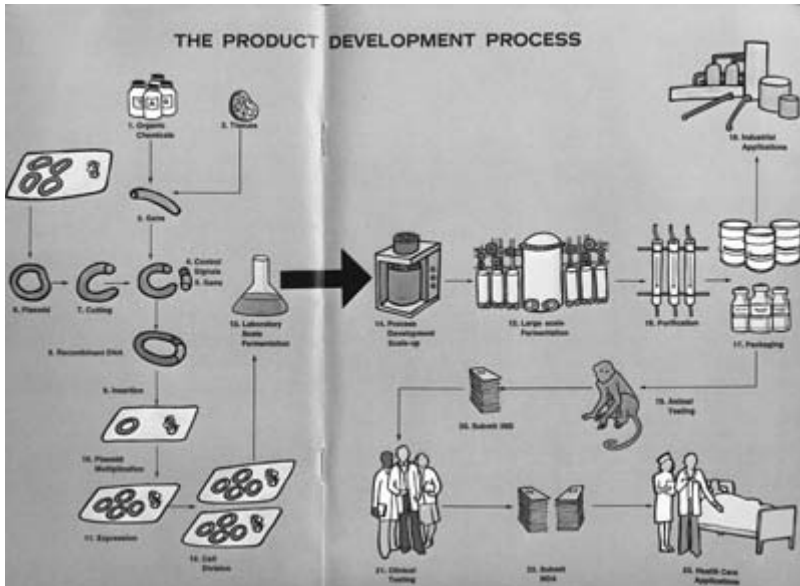 THE PRODUCT DEVELOPMENT PROCESS
1. Organic
Chemicals
2. Tissues
3. Gene
4. Control
Signals
5. Gene
6. Plasmid
7. Cutting
8. Recombinant DNA
9. Insertion
10. Plasmid
Multiplication
11. Expression
12. Cell
Division
13. Laboratory
Scale
Fermentation
14. Process
Development
Scale-up
15. Large scale
Fermentation
16. Purification
17. Packaging
18. Industrial
Applications
19. Animal
Testing
20. Submit IND
21. Clinical
Testing
22. Submit
NDA
23. Health Care
Applications